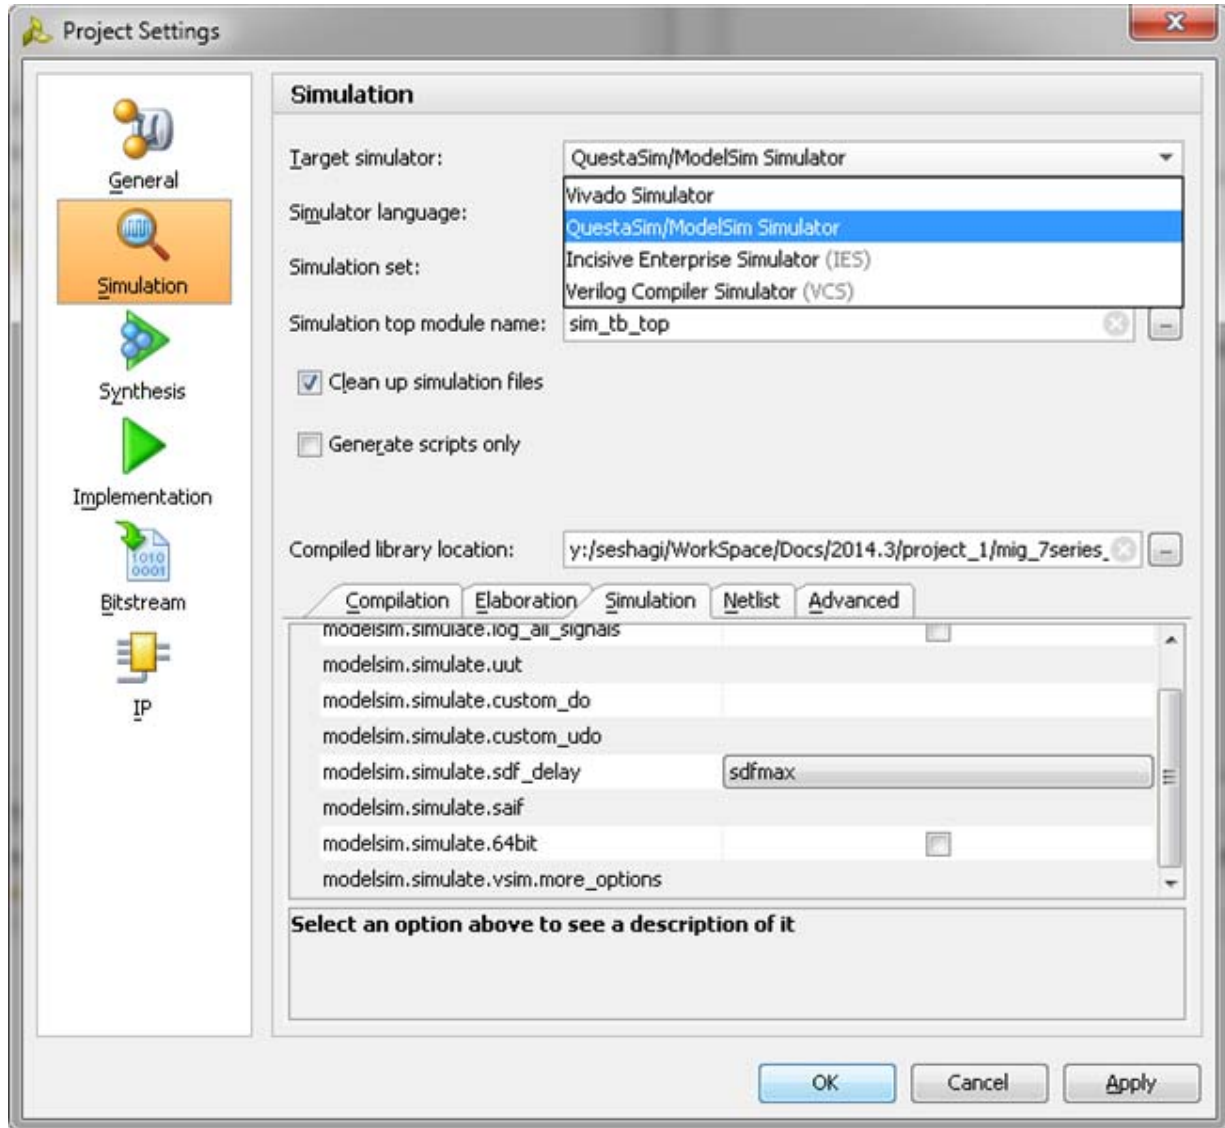 Project Settings
General
Simulation
Synthesis
Implementation
1010
0001
Bitstream
IP
Simulation
Target simulator: QuestaSim/ModelSim Simulator
Vivado Simulator
Simulator language:
QuestaSim/ModelSim Simulator
Simulation set: Incisive Enterprise Simulator (IES)
Verilog Compiler Simulator (VCS)
Simulation top module name: sim_tb_top
Clean up simulation files
Generate scripts only
Compiled library location: y:/seshagi/WorkSpace/Docs/2014.3/project_1/mig_7series_
Compilation Elaboration Simulation Netlist Advanced
modelsim.simulate.log_all_signals
modelsim.simulate.uut
modelsim.simulate.custom_do
modelsim.simulate.custom_udo
modelsim.simulate.sdf_delay sdfmax
modelsim.simulate.saif
modelsim.simulate.64bit
modelsim.simulate.vsim.more_options
Select an option above to see a description of it
OK Cancel Apply